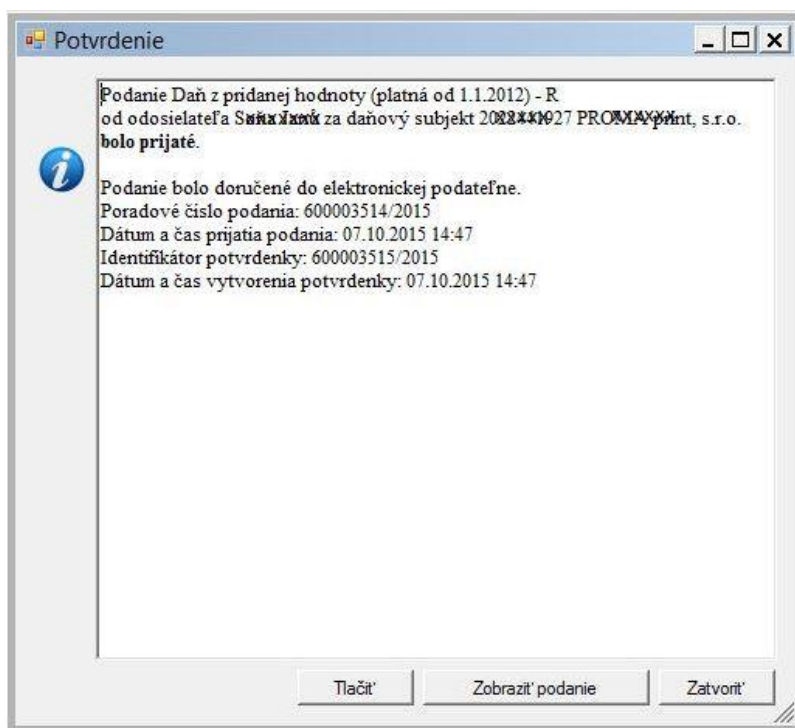 Potvrdenie
Podanie Daň z pridanej hodnoty (platná od 1.1.2012) - R
od odosielateľa za daňový subjekt s.r.o.
bolo prijaté.
Podanie bolo doručené do elektronickej podateľne.
Poradové číslo podania: 600003514/2015
Dátum a čas prijatia podania: 07.10.2015 14:47
Identifikátor potvrdenky: 600003515/2015
Dátum a čas vytvorenia potvrdenky: 07.10.2015 14:47
Tlačiť
Zobraziť podanie
Zatvoriť